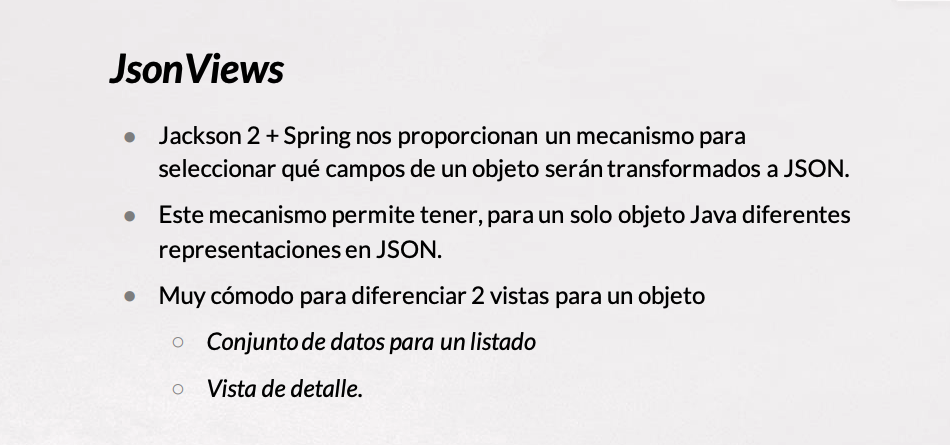 JsonViews
● Jackson 2 + Spring nos proporcionan un mecanismo para
seleccionar qué campos de un objeto serán transformados a JSON.
● Este mecanismo permite tener, para un solo objeto Java diferentes
representaciones en JSON.
● Muy cómodo para diferenciar 2 vistas para un objeto
○ Conjunto de datos para un listado
○ Vista de detalle.